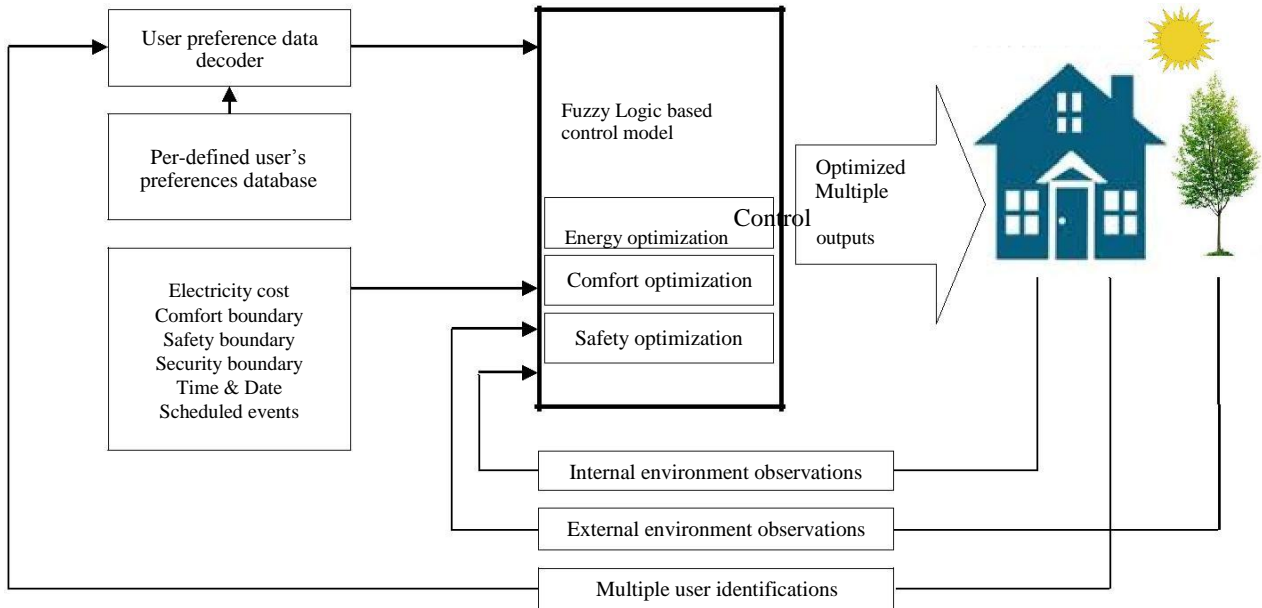 User preference data
decoder
Per-defined user’s
preferences database
Electricity cost
Comfort boundary
Safety boundary
Security boundary
Time & Date
Scheduled events
Fuzzy Logic based
control model
Energy optimization
Comfort optimization
Safety optimization
Control
Optimized
Multiple
outputs
Internal environment observations
External environment observations
Multiple user identifications